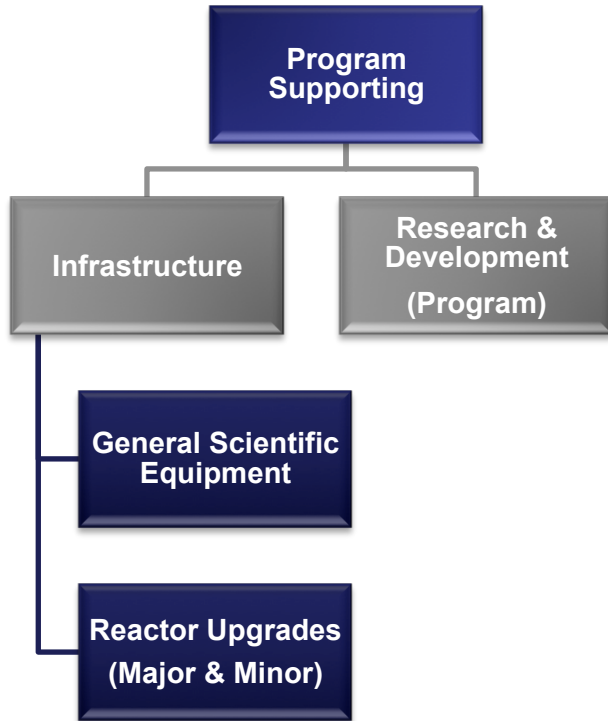 Program
Supporting
Infrastructure
Research &
Development
(Program)
General Scientific
Equipment
Reactor Upgrades
(Major & Minor)